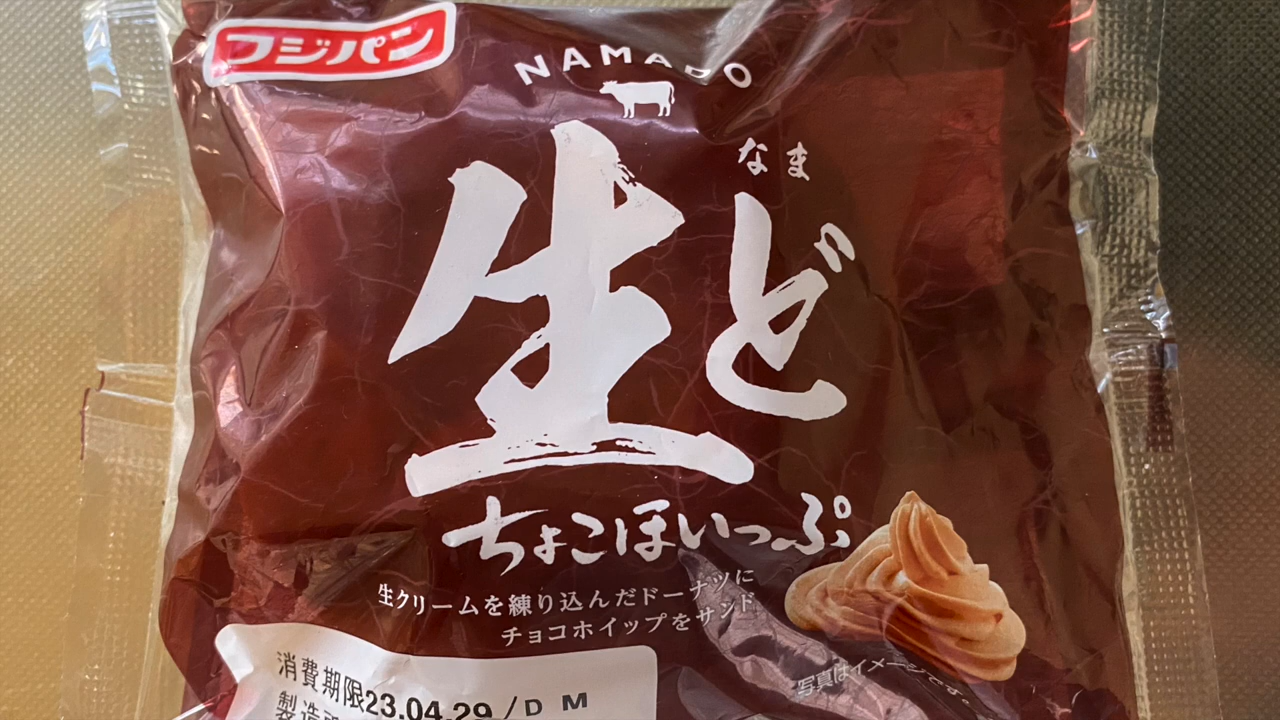 フジパン
NAMADO
なま
生ど
ちょこほいっぷ
生クリームを練り込んだドーナツに
チョコホイップをサンド
写真はイメージです
消費期限23.04.29/D M